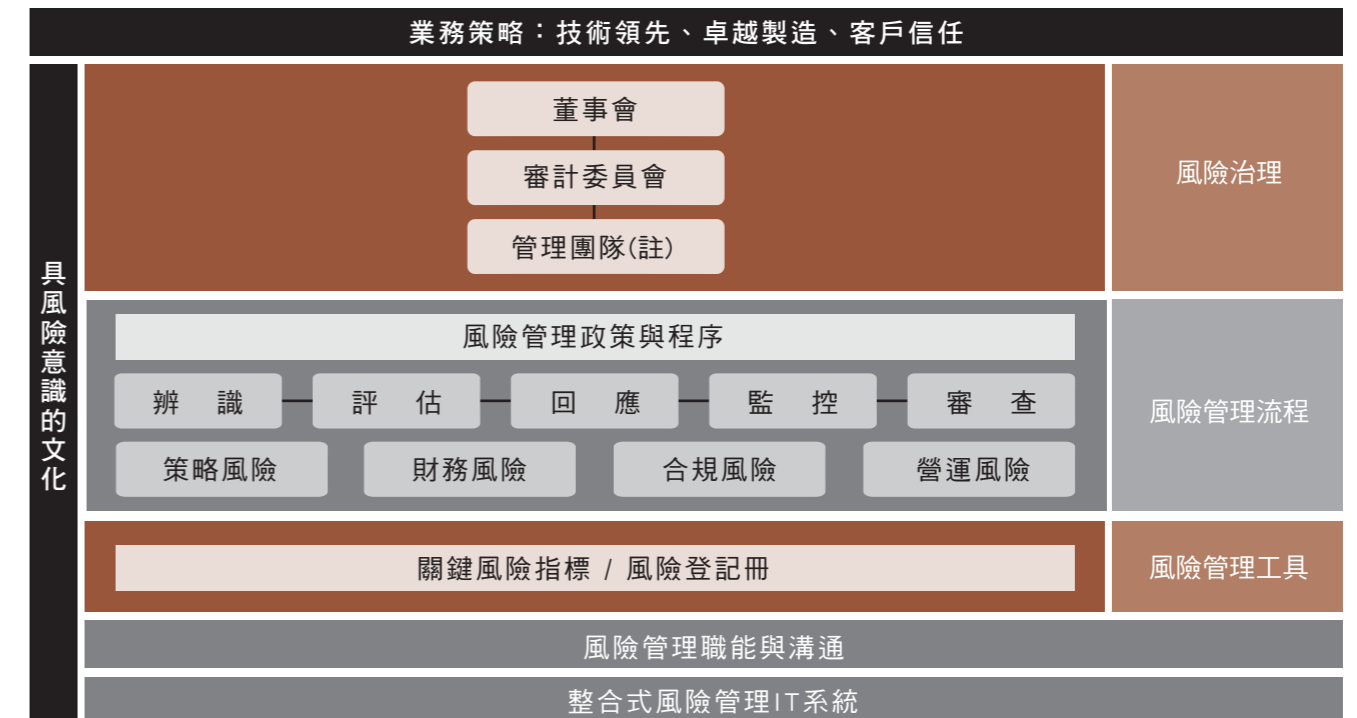 業務策略：技術領先、卓越製造、客戶信任
具風險意識的文化
董事會
審計委員會
管理團隊(註)
風險治理
風險管理政策與程序
辨 識
評 估
回 應
監 控
審 查
策略風險
財務風險
合規風險
營運風險
風險管理流程
關鍵風險指標 / 風險登記冊
風險管理工具
風險管理職能與溝通
整合式風險管理IT系統